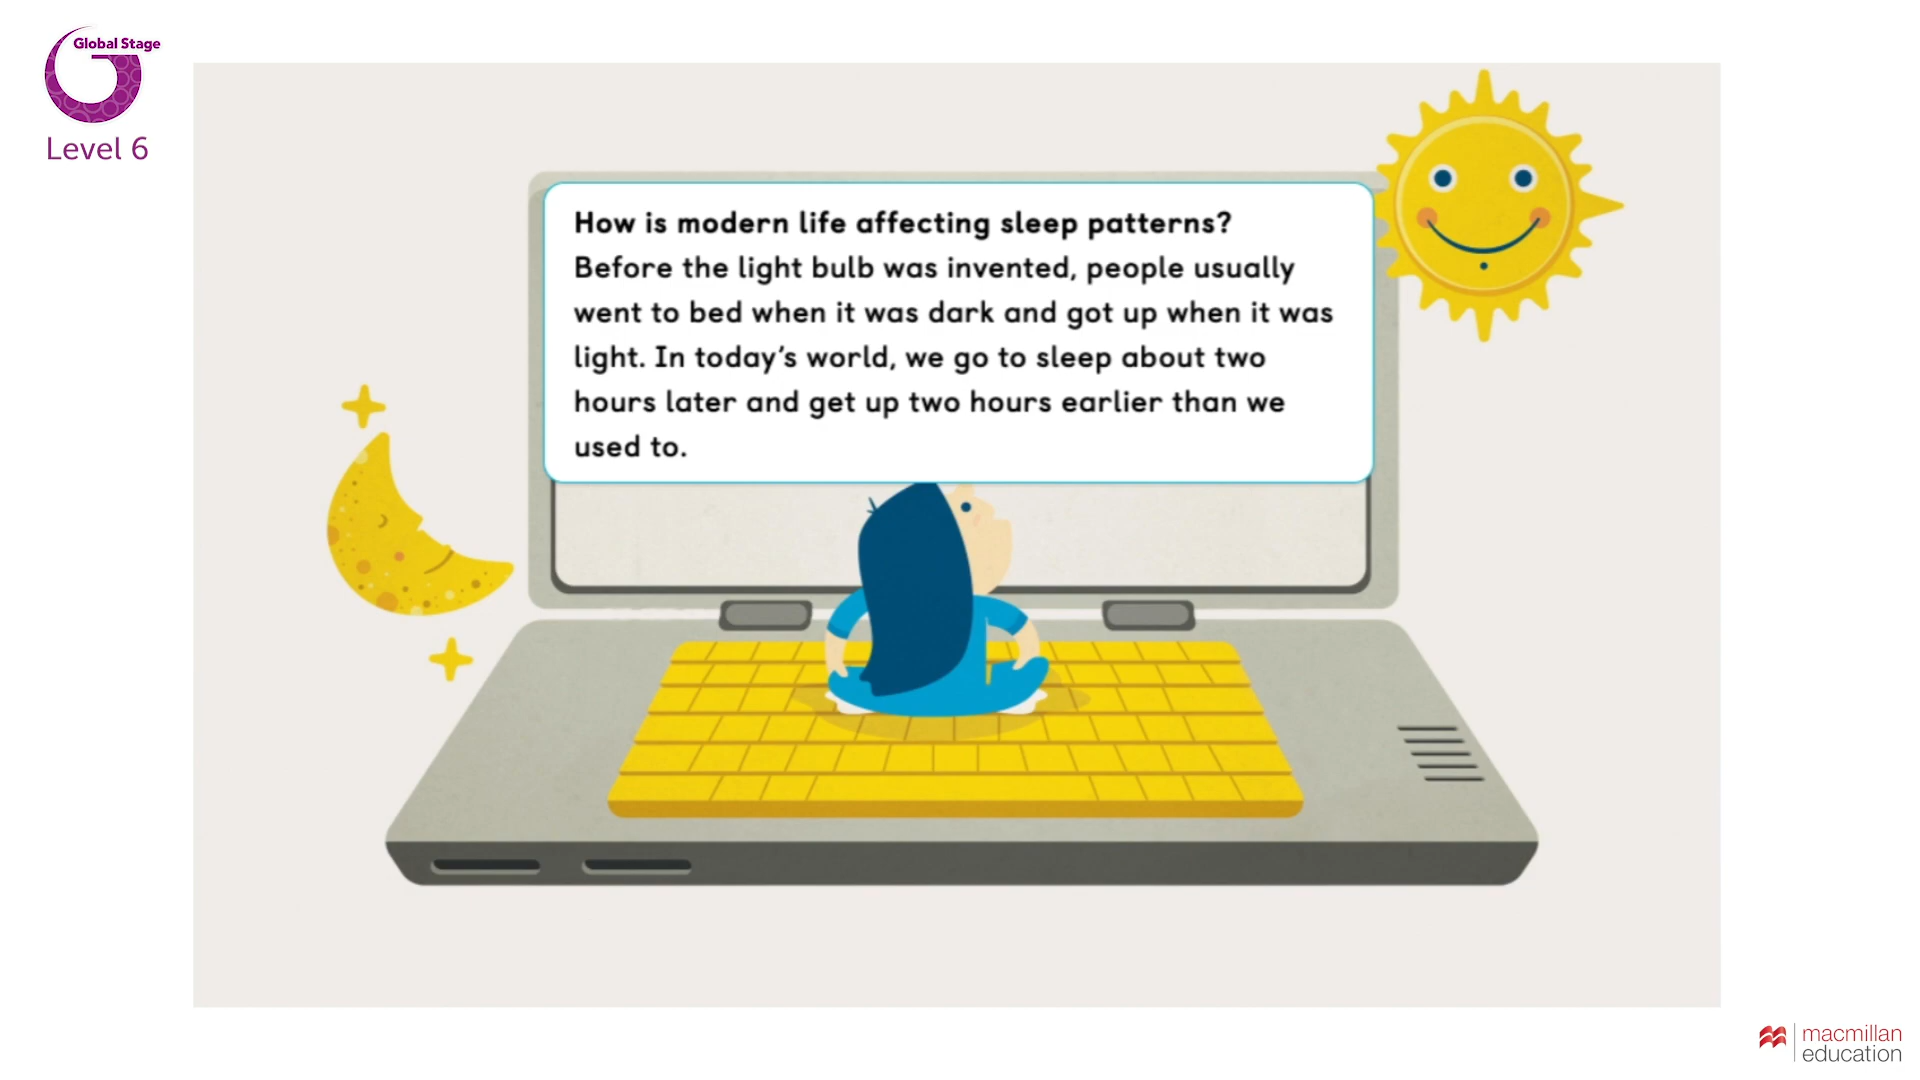 Global Stage
Level 6
How is modern life affecting sleep patterns?
Before the light bulb was invented, people usually
went to bed when it was dark and got up when it was
light. In today's world, we go to sleep about two
hours later and get up two hours earlier than we
used to.
macmillan
education